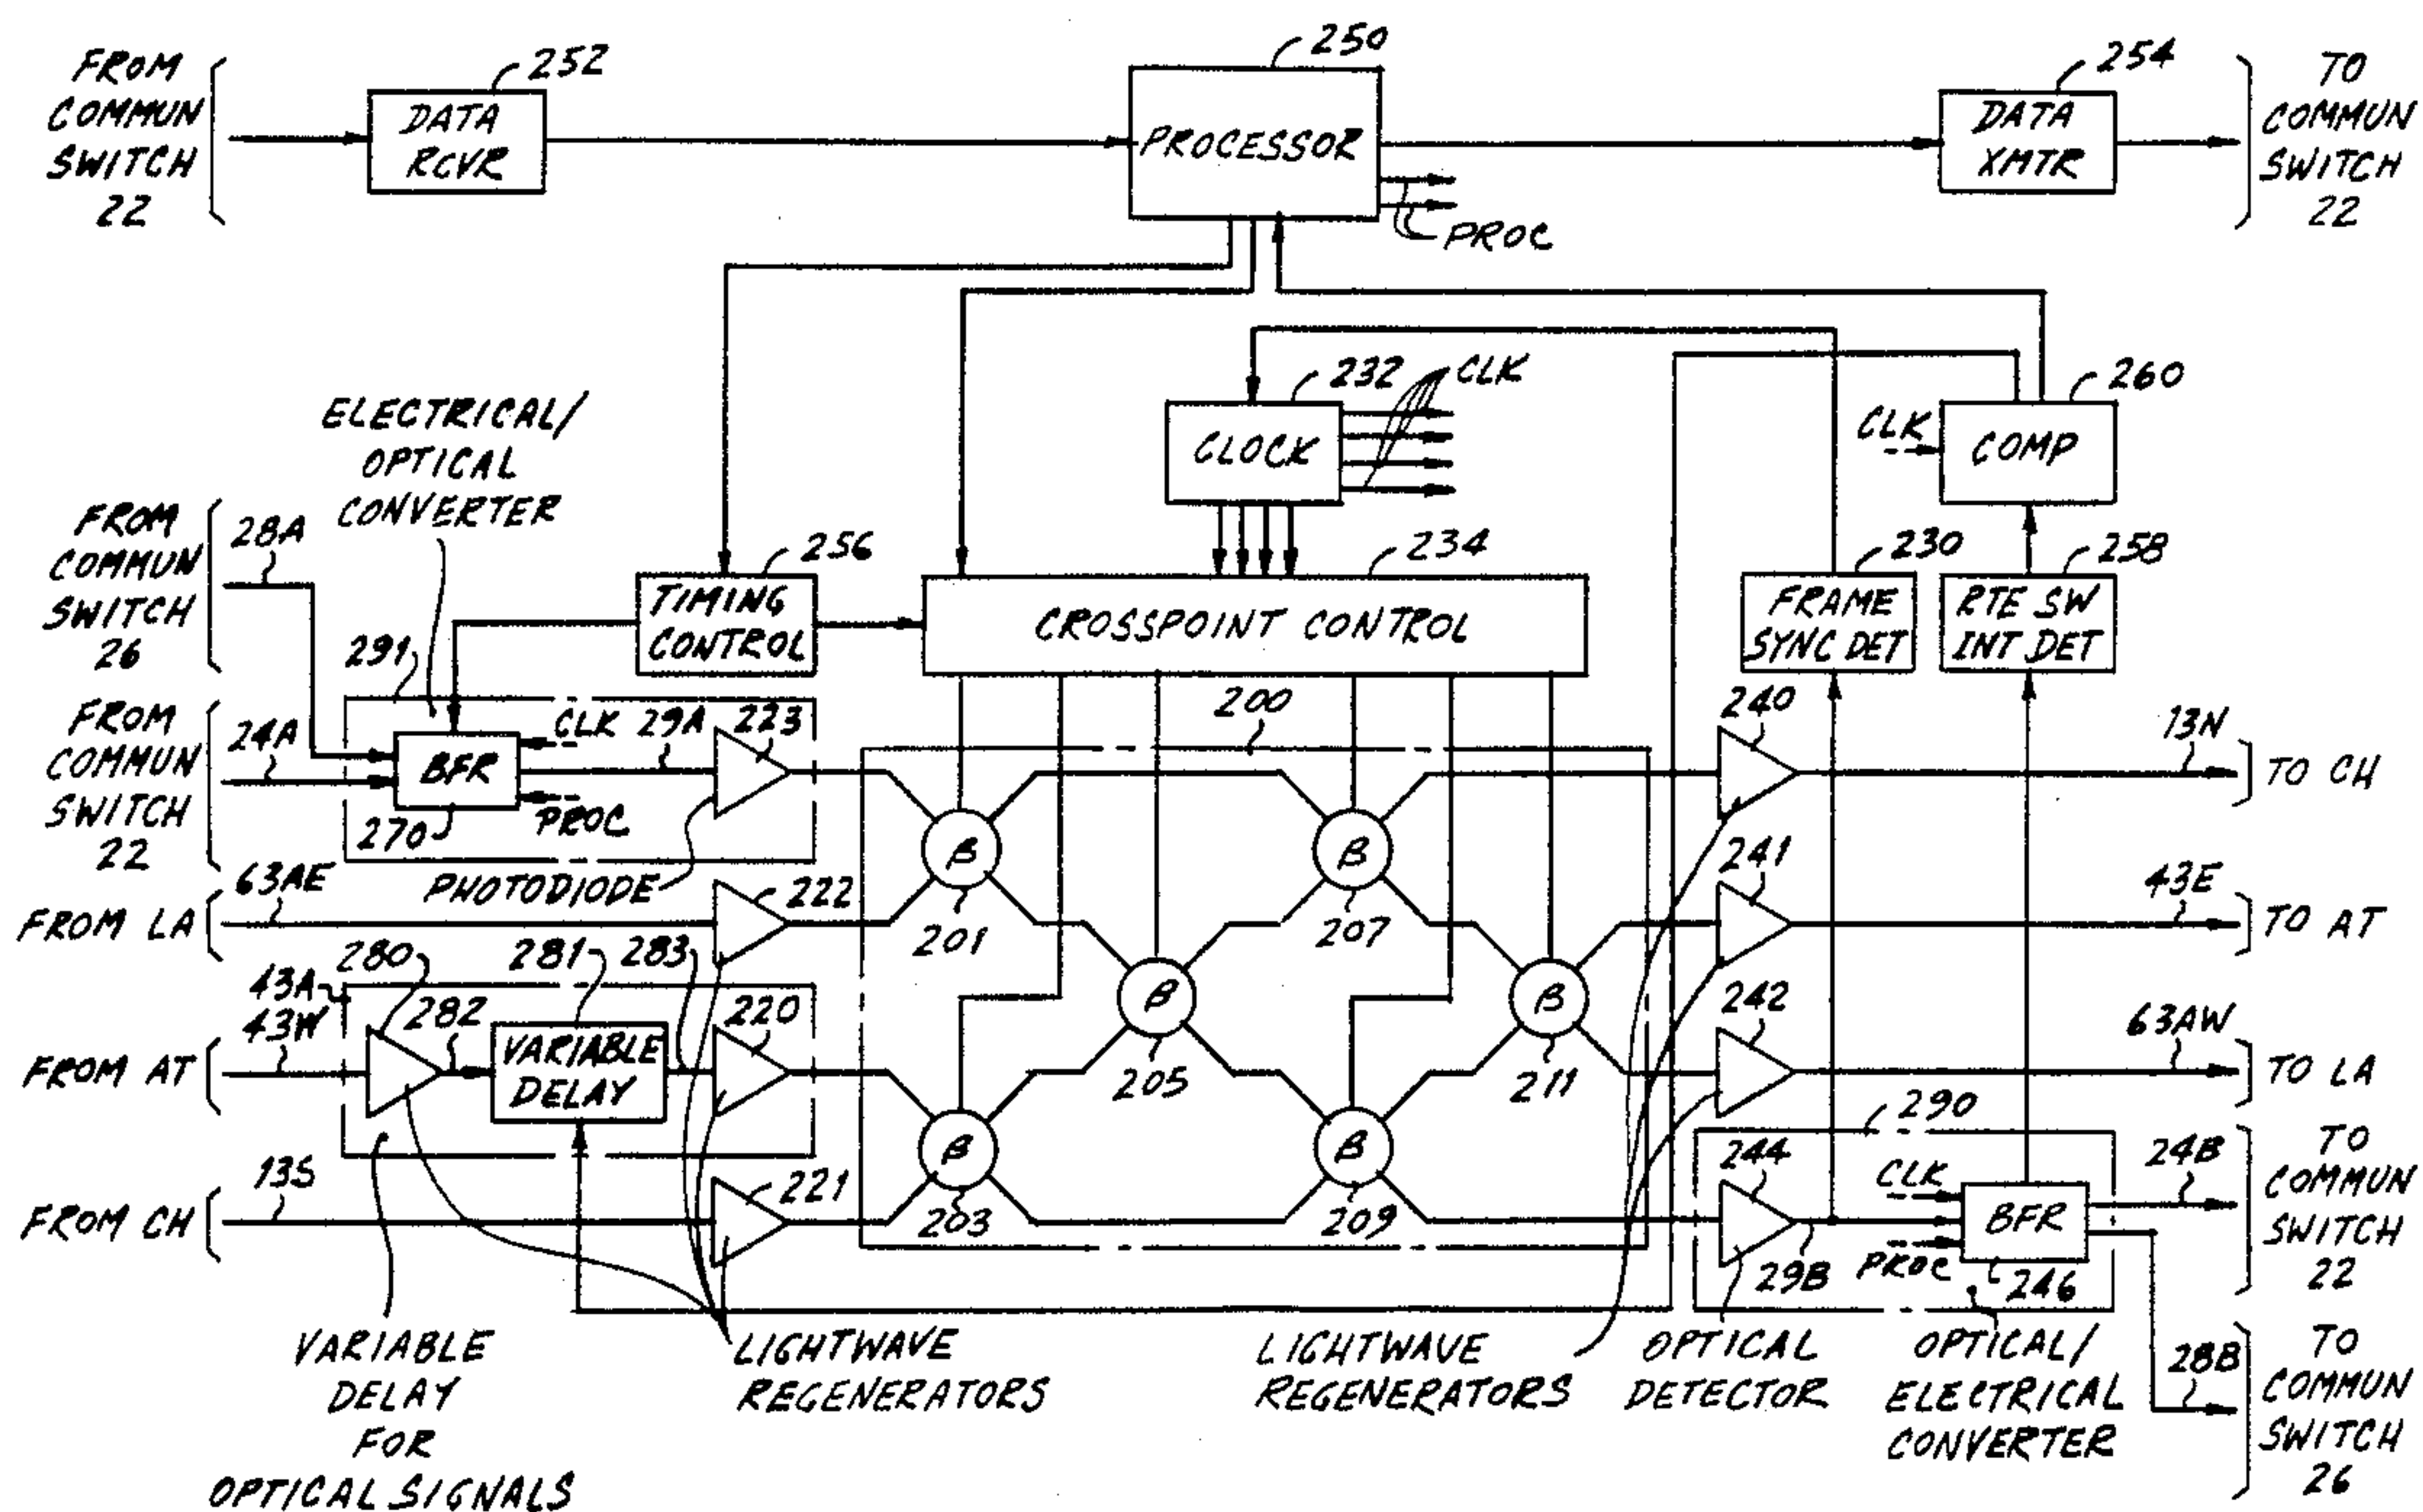 FROM
COMMUN
SWITCH
22
252
DATA
RCVR
250
PROCESSOR
PROC
254
DATA
XMTR
TO
COMMUN
SWITCH
22
232
CLK
CLOCK
260
CLK
COMP
ELECTRICAL/
OPTICAL
CONVERTER
FROM
COMMUN
SWITCH
26
28A
256
TIMING
CONTROL
234
CROSSPOINT CONTROL
230
FRAME
SYNC DET
258
RTE SW
INT DET
291
FROM
COMMUN
SWITCH
22
24A
BFR
270
CLK
29A
PROC
223
PHOTODIODE
200
240
13N
TO CH
β
201
β
207
FROM LA
63AE
222
241
43E
TO AT
43A
280
281
283
FROM AT
43W
282
VARIABLE
DELAY
220
β
205
β
211
242
63AW
TO LA
FROM CH
13S
221
β
203
β
209
290
244
29B
CLK
PROC
BFR
246
24B
TO
COMMUN
SWITCH
22
28B
TO
COMMUN
SWITCH
26
VARIABLE
DELAY
FOR
OPTICAL SIGNALS
LIGHTWAVE
REGENERATORS
LIGHTWAVE
REGENERATORS
OPTICAL
DETECTOR
OPTICAL/
ELECTRICAL
CONVERTER